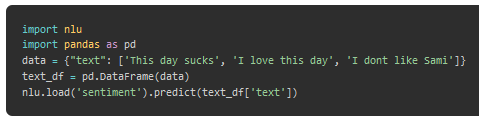 import nlu
import pandas as pd
data = {"text": ['This day sucks', 'I love this day', 'I dont like Sami']}
text_df = pd.DataFrame(data)
nlu.load('sentiment').predict(text_df['text'])